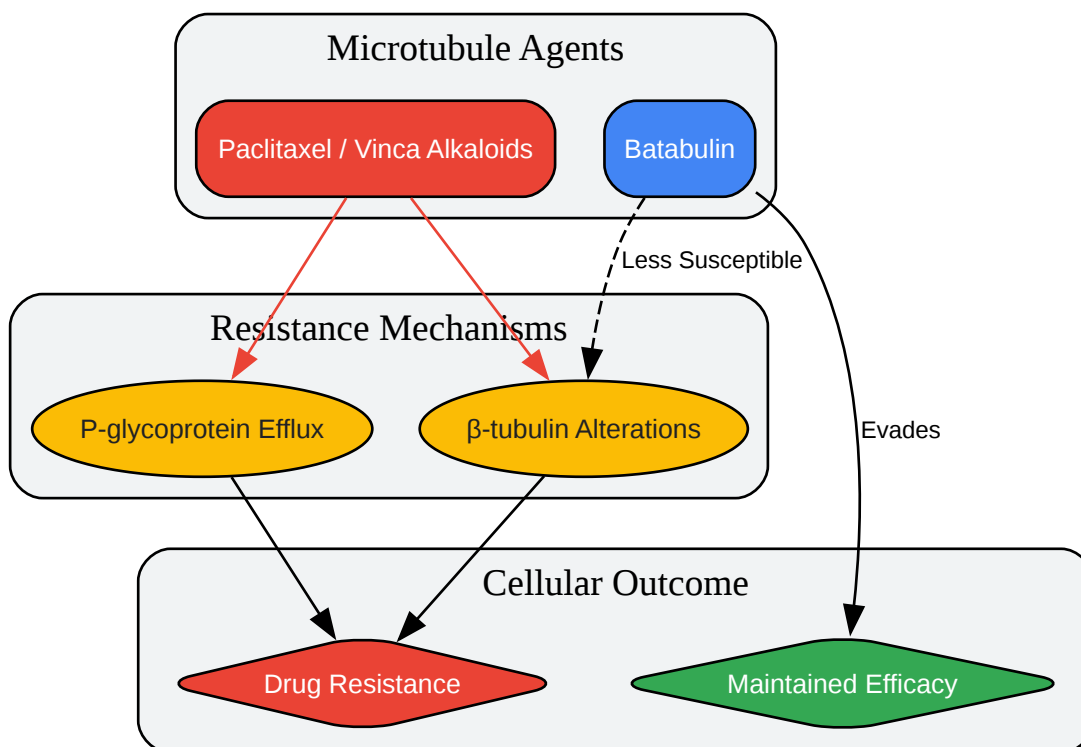 Microtubule Agents
Paclitaxel / Vinca Alkaloids
Batabulin
Less Susceptible
Resistance Mechanisms
P-glycoprotein Efflux
β-tubulin Alterations
Evades
Cellular Outcome
Drug Resistance
Maintained Efficacy